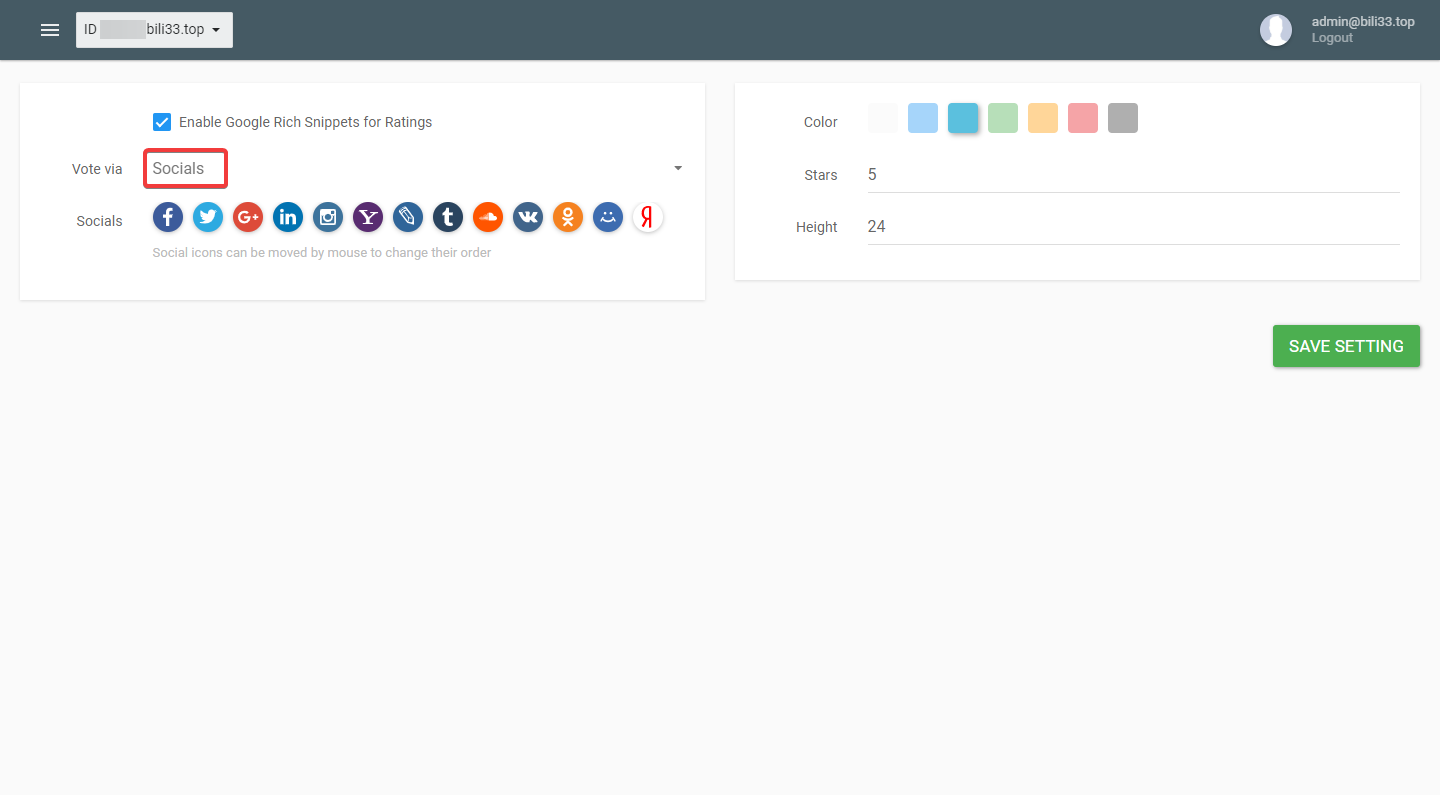 ID bili33.top
admin@bili33.top
Logout
Enable Google Rich Snippets for Ratings
Vote via
Socials
Socials
Social icons can be moved by mouse to change their order
Color
Stars
5
Height
24
SAVE SETTING